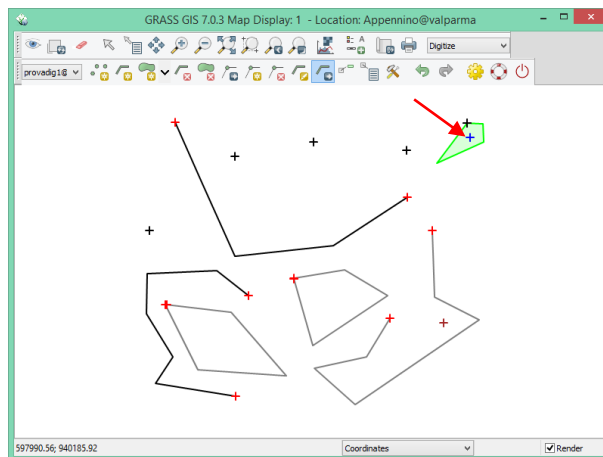 GRASS GIS 7.0.3 Map Display: 1 - Location: Appennino@valparma
Digitize
provadig1@
597990.56; 940185.92
Coordinates
Render